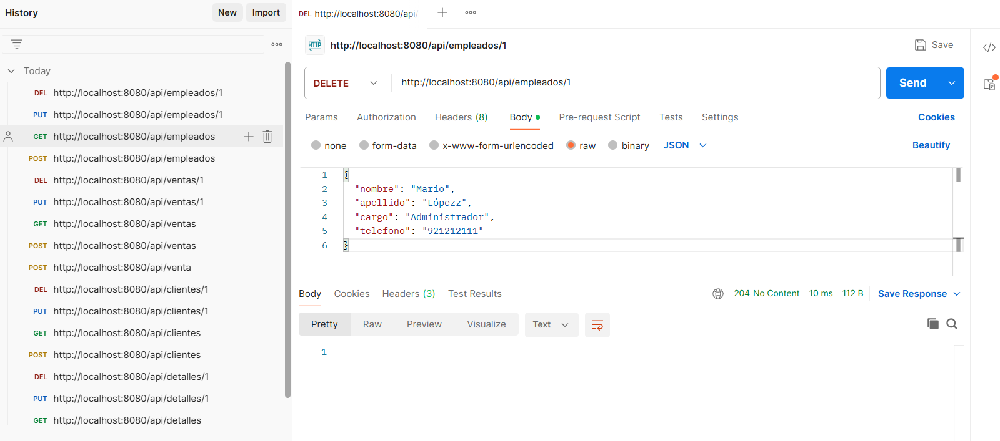 History
New
Import
Today
DEL http://localhost:8080/api/empleados/1
PUT http://localhost:8080/api/empleados/1
GET http://localhost:8080/api/empleados
POST http://localhost:8080/api/empleados
DEL http://localhost:8080/api/ventas/1
PUT http://localhost:8080/api/ventas/1
GET http://localhost:8080/api/ventas
POST http://localhost:8080/api/ventas
POST http://localhost:8080/api/venta
DEL http://localhost:8080/api/clientes/1
PUT http://localhost:8080/api/clientes/1
GET http://localhost:8080/api/clientes
POST http://localhost:8080/api/clientes
DEL http://localhost:8080/api/detalles/1
PUT http://localhost:8080/api/detalles/1
GET http://localhost:8080/api/detalles
DEL http://localhost:8080/api/
HTTP http://localhost:8080/api/empleados/1
Save
</>
DELETE http://localhost:8080/api/empleados/1
Send
Params Authorization Headers (8) Body Pre-request Script Tests Settings Cookies
none form-data x-www-form-urlencoded raw binary JSON Beautify
1 {
2 "nombre": "Marío",
3 "apellido": "Lópezz",
4 "cargo": "Administrador",
5 "telefono": "921212111"
6 }
Body Cookies Headers (3) Test Results 204 No Content 10 ms 112 B Save Response
Pretty Raw Preview Visualize Text
1